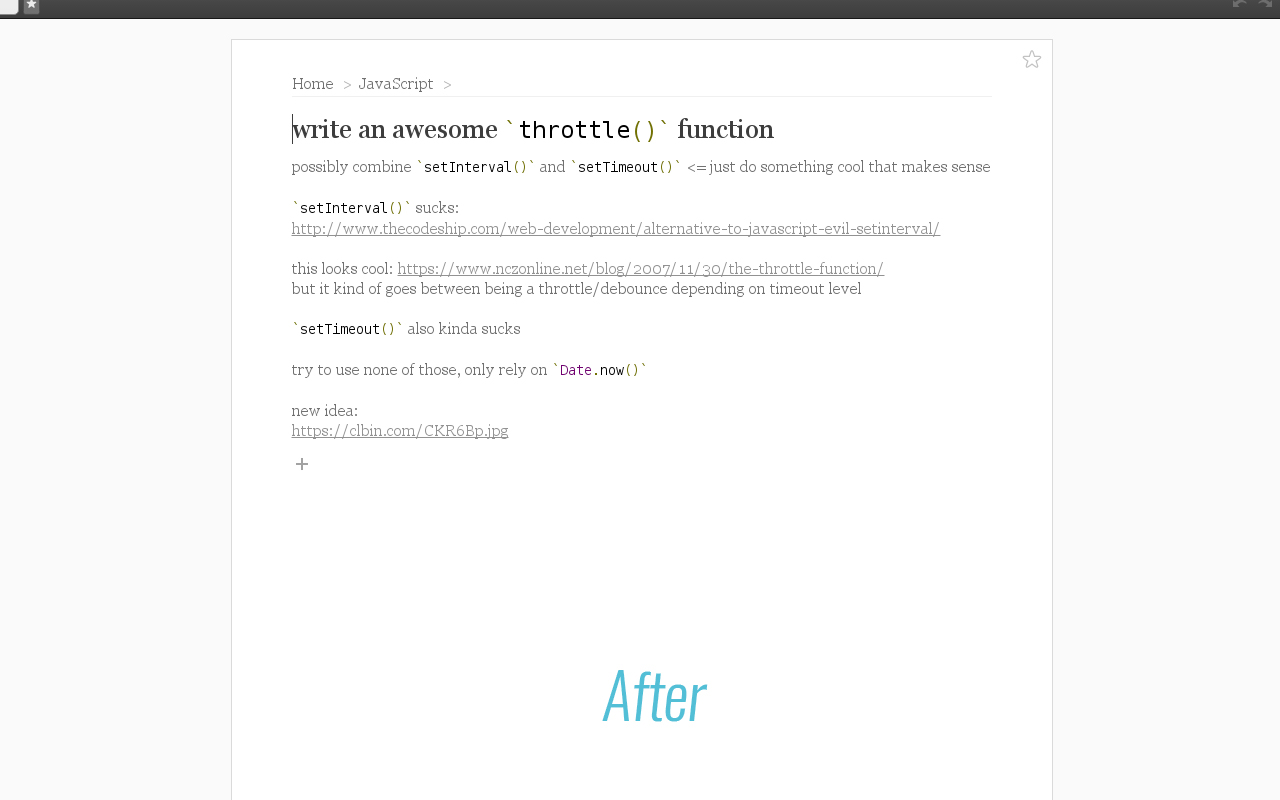 Home > JavaScript >
write an awesome `throttle()` function
possibly combine `setInterval()` and `setTimeout()` <= just do something cool that makes sense
`setInterval()` sucks:
http://www.thecodeship.com/web-development/alternative-to-javascript-evil-setinterval/
this looks cool: https://www.nczonline.net/blog/2007/11/30/the-throttle-function/
but it kind of goes between being a throttle/debounce depending on timeout level
`setTimeout()` also kinda sucks
try to use none of those, only rely on `Date.now()`
new idea:
https://clbin.com/CKR6Bp.jpg
+
After